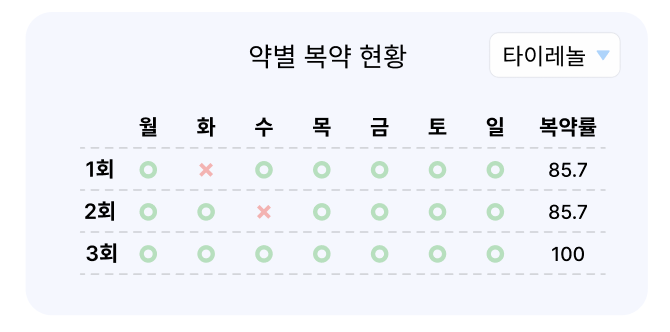 약별 복약 현황
타이레놀
월 화 수 목 금 토 일 복약률
1회 85.7
2회 85.7
3회 100